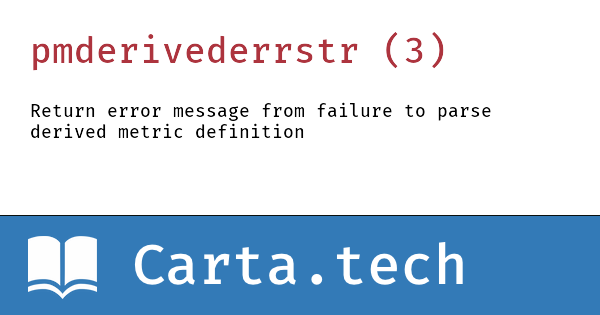 pmderivederrstr (3)
Return error message from failure to parse
derived metric definition
Carta.tech